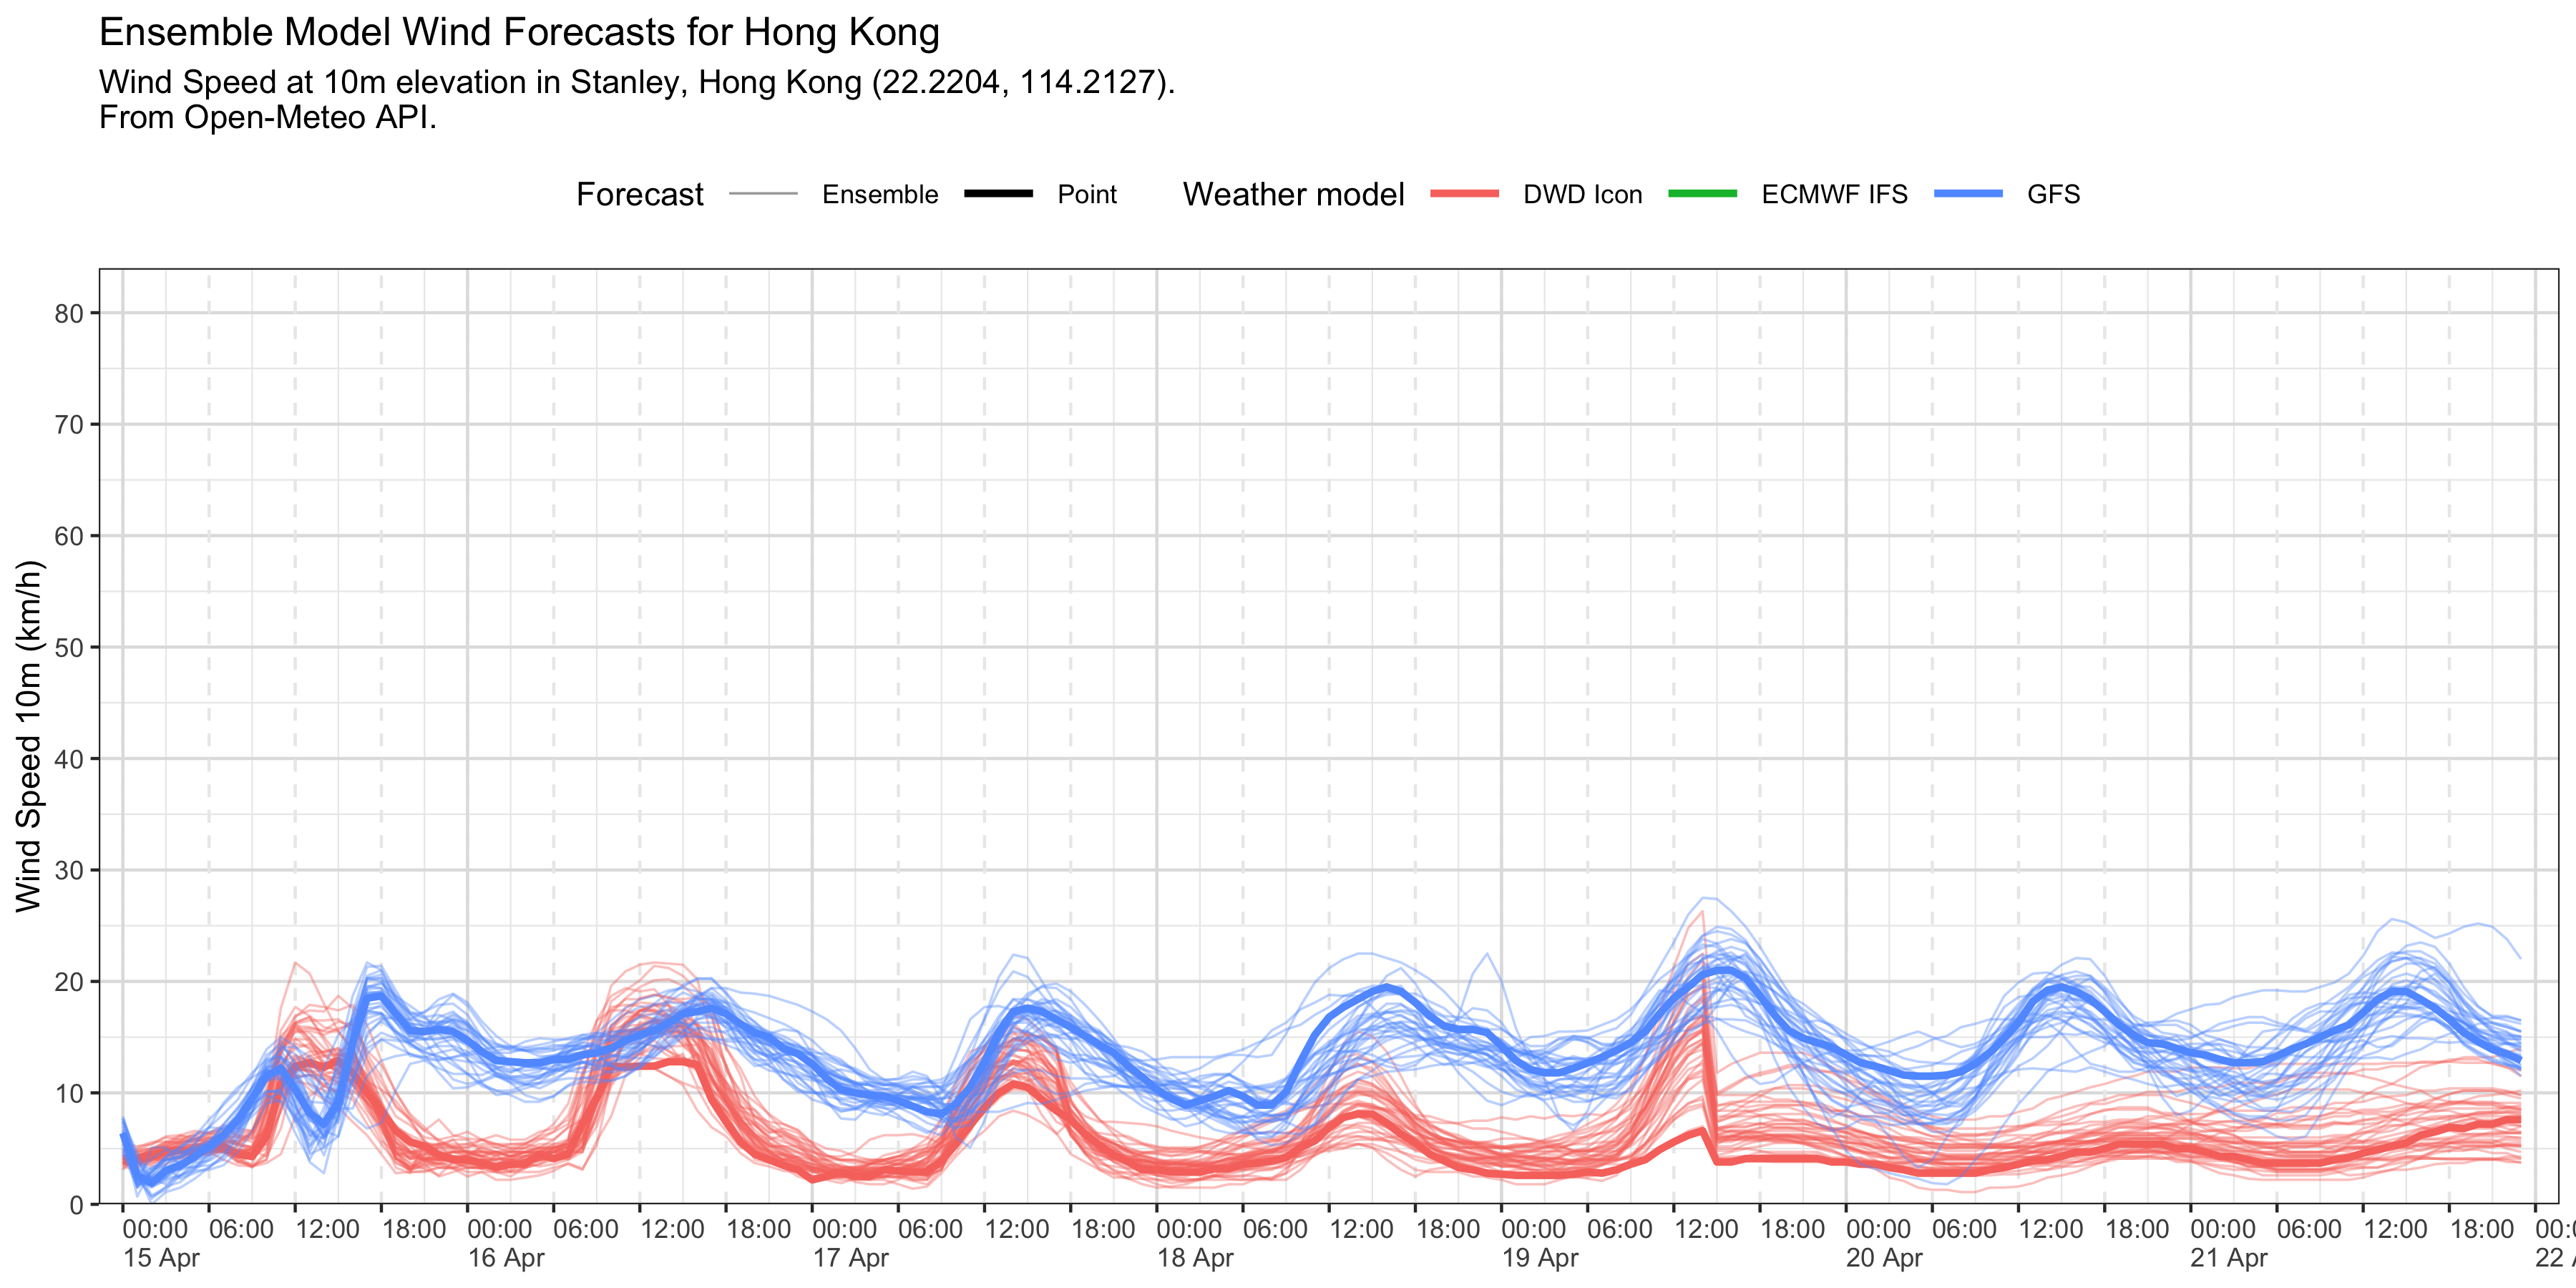 Ensemble Model Wind Forecasts for Hong Kong
Wind Speed at 10m elevation in Stanley, Hong Kong (22.2204, 114.2127).
From Open-Meteo API.
Forecast Ensemble Point Weather model DWD Icon ECMWF IFS GFS
Wind Speed 10m (km/h)
80
70
60
50
40
30
20
10
0
00:00 06:00 12:00 18:00 00:00 06:00 12:00 18:00 00:00 06:00 12:00 18:00 00:00 06:00 12:00 18:00 00:00 06:00 12:00 18:00 00:00 06:00 12:00 18:00 00:00 06:00 12:00 18:00
15 Apr 16 Apr 17 Apr 18 Apr 19 Apr 20 Apr 21 Apr 22